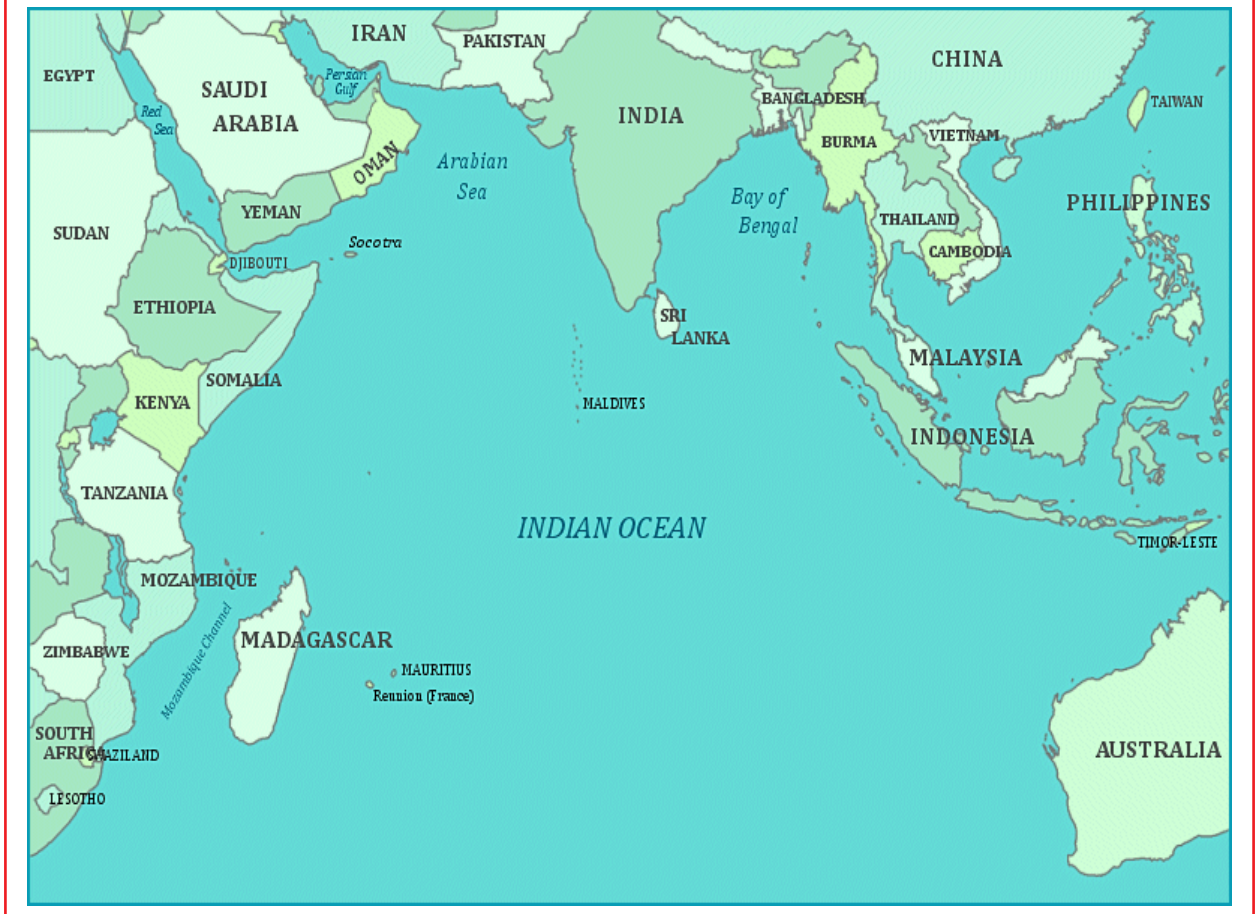 IRAN
PAKISTAN
CHINA
EGYPT
Persian
Gulf
SAUDI
ARABIA
BANGLADESH
TAIWAN
Red
Sea
INDIA
VIETNAM
BURMA
OMAN
Arabian
Sea
Bay of
Bengal
PHILIPPINES
YEMAN
THAILAND
SUDAN
Socotra
CAMBODIA
DJIBOUTI
ETHIOPIA
SRI
LANKA
MALAYSIA
SOMALIA
KENYA
MALDIVES
INDONESIA
TANZANIA
INDIAN OCEAN
TIMOR-LESTE
MOZAMBIQUE
Mozambique Channel
MADAGASCAR
ZIMBABWE
MAURITIUS
Reunion (France)
SOUTH
AFRICA
SWAZILAND
AUSTRALIA
LESOTHO